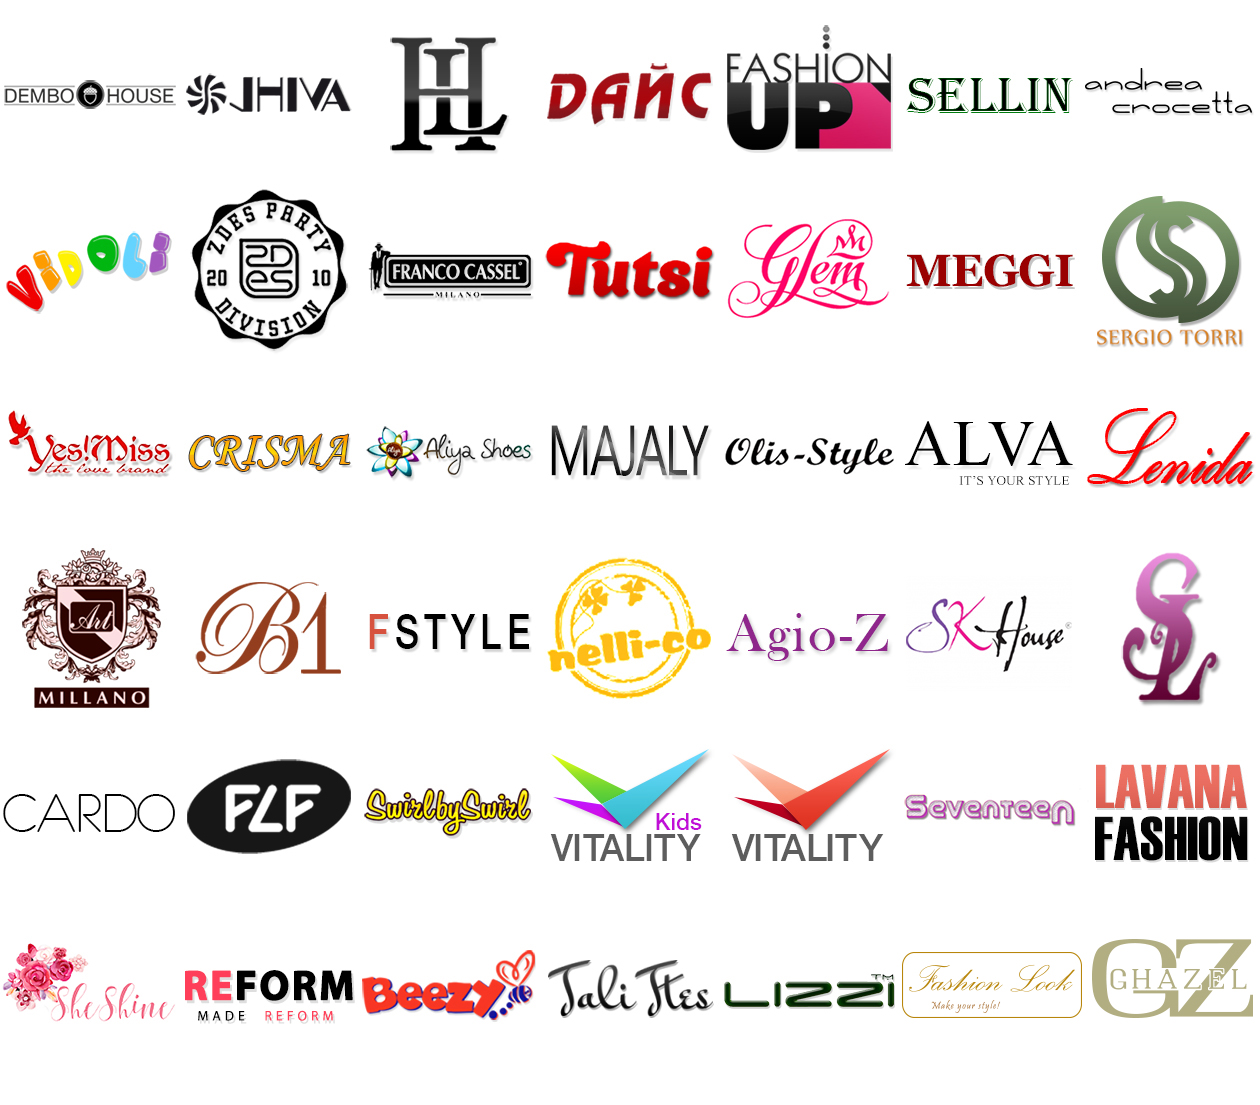 DEMBO HOUSE
JHIVA
HL
ДАЙС
FASHION
UP
SELLIN
andrea
crocetta
ViDOLi
ZDES PARTY
20 10
DIVISION
FRANCO CASSEL
MILANO
Tutsi
Glem
MEGGI
SERGIO TORRI
Yes!Miss
the love brand
CRISMA
Aliya Shoes
MAJALY
Olis-Style
ALVA
IT'S YOUR STYLE
Lenida
Art
MILLANO
B1
FSTYLE
nelli-co
Agio-Z
SK House®
SL
CARDO
FLF
SwirlbySwirl
Kids
VITALITY
VITALITY
Seventeen
LAVANA
FASHION
SheShine
REFORM
MADE REFORM
Beezy
Tali Ttes
LIZZI™
Fashion Look
Make your style!
GZ
GHAZEL